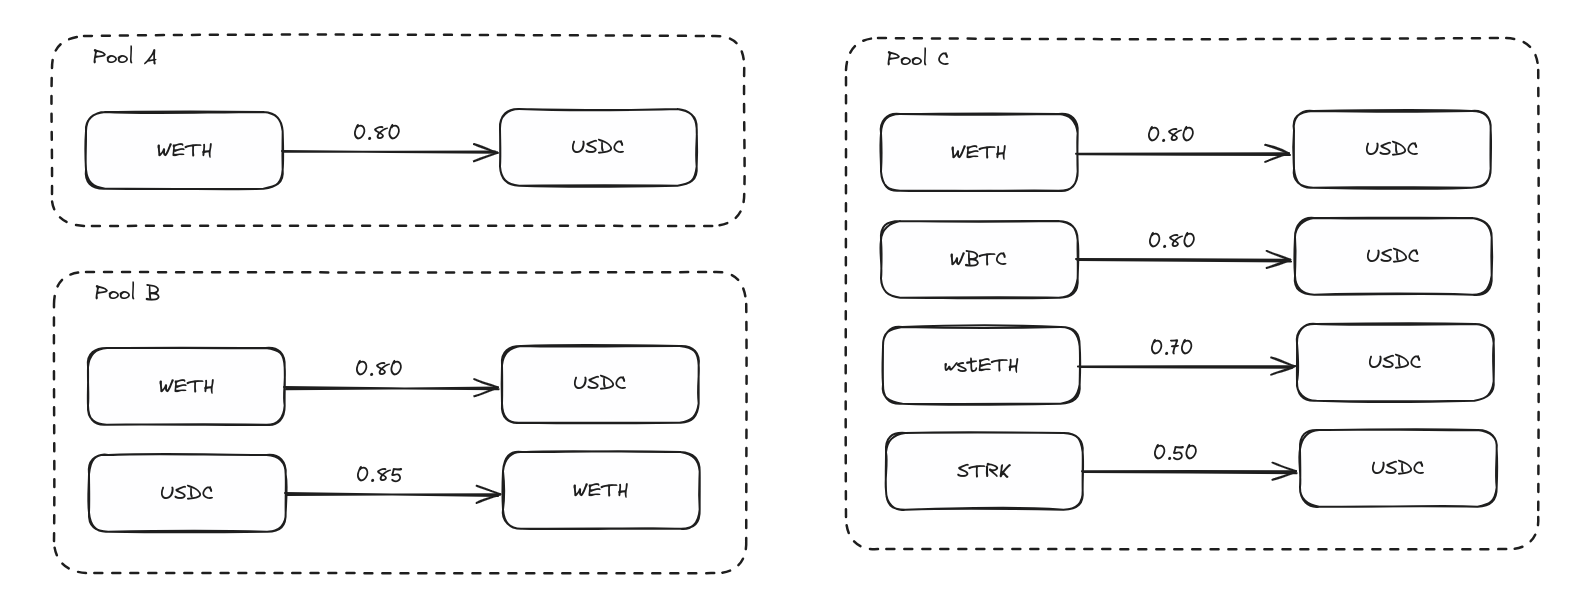 Pool A
WETH
0.80
USDC
Pool B
WETH
0.80
USDC
USDC
0.85
WETH
Pool C
WETH
0.80
USDC
WBTC
0.80
USDC
wstETH
0.70
USDC
STRK
0.50
USDC